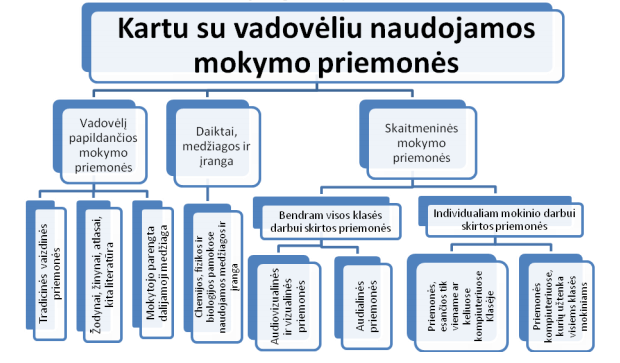 Kartu su vadovėliu naudojamos
mokymo priemonės
Vadovėlį
papildančios
mokymo
priemonės
Daiktai,
medžiagos ir
įranga
Skaitmeninės
mokymo
priemonės
Bendram visos klasės
darbui skirtos priemonės
Individualiam mokinio darbui
skirtos priemonės
Tradicinės vaizdinės
priemonės
Žodynai, žinynai, atlasai,
kita literatūra
Mokytojo parengta
dalijamoji medžiaga
Chemijos, fizikos ir
biologijos pamokose
naudojamos medžiagos ir
įranga
Audiovizualinės
ir vizualinės
priemonės
Audialinės
priemonės
Priemonės,
esančios tik
viename ar
keliuose
kompiuteriuose
klasėje
Priemonės
kompiuteriuose,
kurių užtenka
visiems klasės
mokiniams